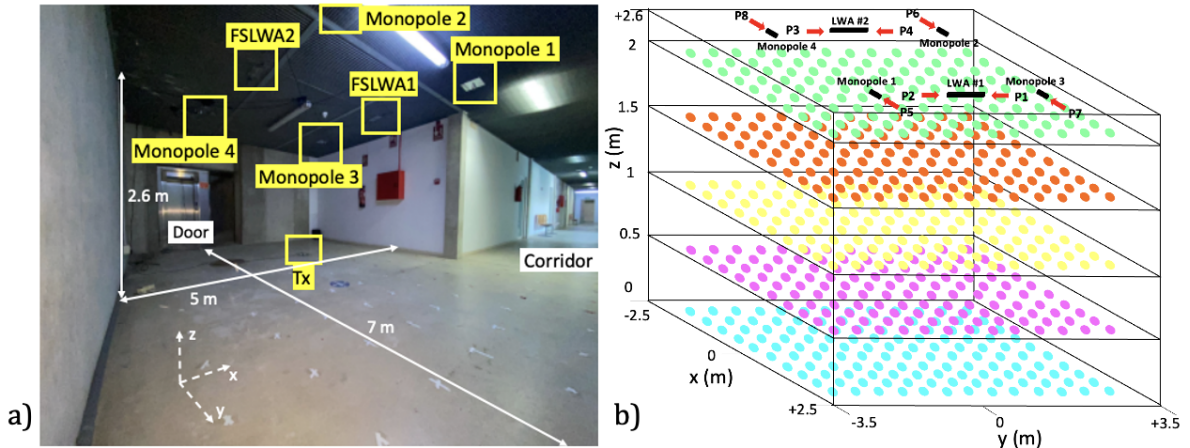 Monopole 2
FSLWA2
Monopole 1
FSLWA1
Monopole 4
Monopole 3
2.6 m
Door
Tx
Corridor
5 m
7 m
z
x
y
a)
b)
+2.6
P8
P3
LWA #2
P6
P4
Monopole 4
Monopole 2
2
Monopole 1
LWA #1
Monopole 3
P2
P1
P5
P7
1.5
z (m)
1
0.5
0
-2.5
0
x (m)
+2.5
-3.5
0
y (m)
+3.5